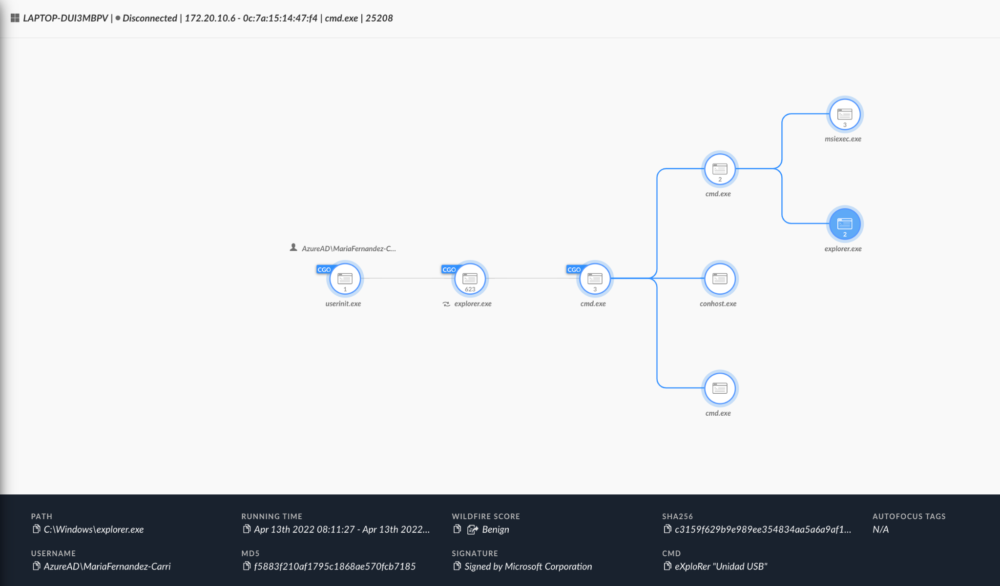 LAPTOP-DUI3MBPV | Disconnected | 172.20.10.6 - 0c:7a:15:14:47:f4 | cmd.exe | 25208
3
msiexec.exe
2
cmd.exe
2
explorer.exe
AzureAD\MariaFernandez-C...
CGO
1
userinit.exe
CGO
623
explorer.exe
CGO
3
cmd.exe
conhost.exe
cmd.exe
PATH
C:\Windows\explorer.exe
RUNNING TIME
Apr 13th 2022 08:11:27 - Apr 13th 2022...
WILDFIRE SCORE
Benign
SHA256
c3159f629b9e989ee354834aa5a6a9af1...
AUTOFOCUS TAGS
N/A
USERNAME
AzureAD\MariaFernandez-Carri
MD5
f5883f210af1795c1868ae570fcb7185
SIGNATURE
Signed by Microsoft Corporation
CMD
eXploRer "Unidad USB"